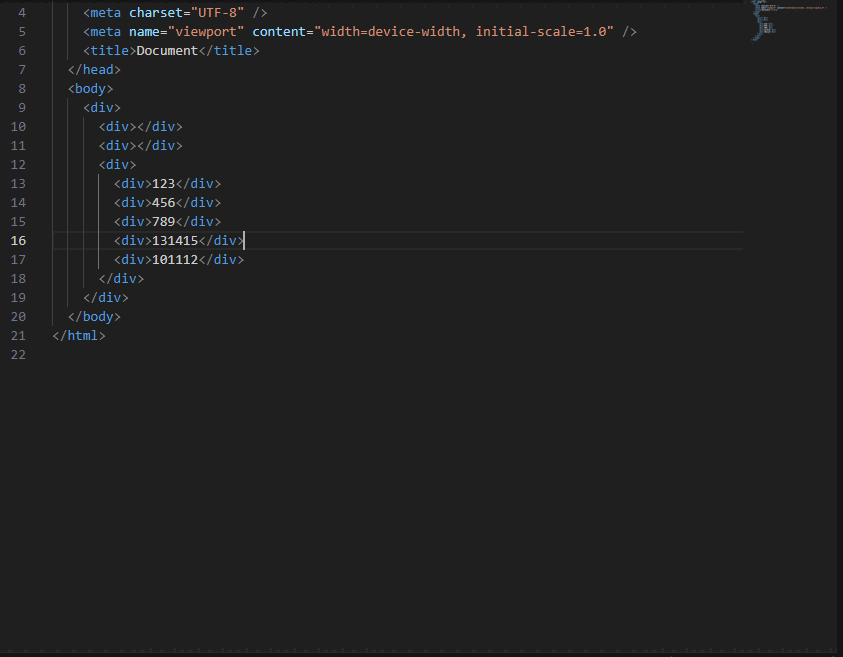 4 <meta charset="UTF-8" />
5 <meta name="viewport" content="width=device-width, initial-scale=1.0" />
6 <title>Document</title>
7 </head>
8 <body>
9 <div>
10 <div></div>
11 <div></div>
12 <div>
13 <div>123</div>
14 <div>456</div>
15 <div>789</div>
16 <div>131415</div>
17 <div>101112</div>
18 </div>
19 </div>
20 </body>
21 </html>
22